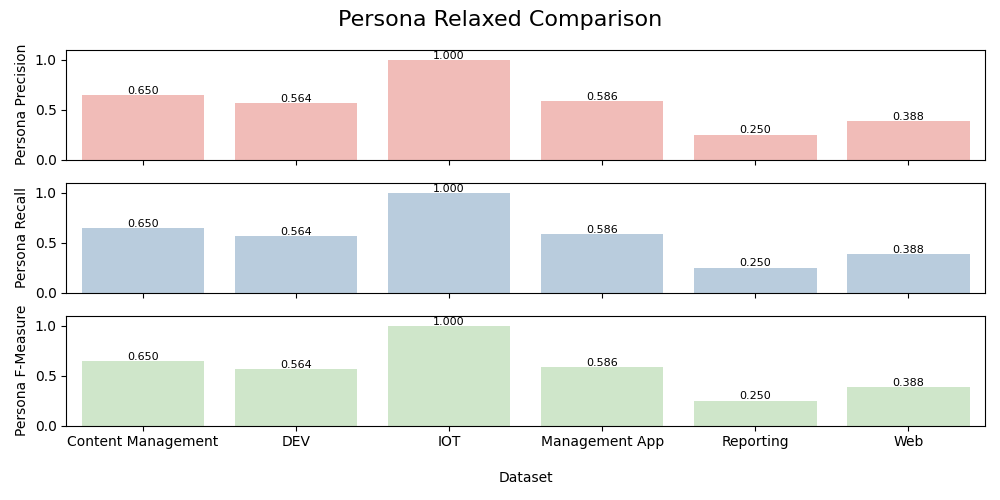 Persona Relaxed Comparison
Persona Precision
1.0
0.5
0.0
0.650
0.564
1.000
0.586
0.250
0.388
Persona Recall
1.0
0.5
0.0
0.650
0.564
1.000
0.586
0.250
0.388
Persona F-Measure
1.0
0.5
0.0
0.650
0.564
1.000
0.586
0.250
0.388
Content Management
DEV
IOT
Management App
Reporting
Web
Dataset